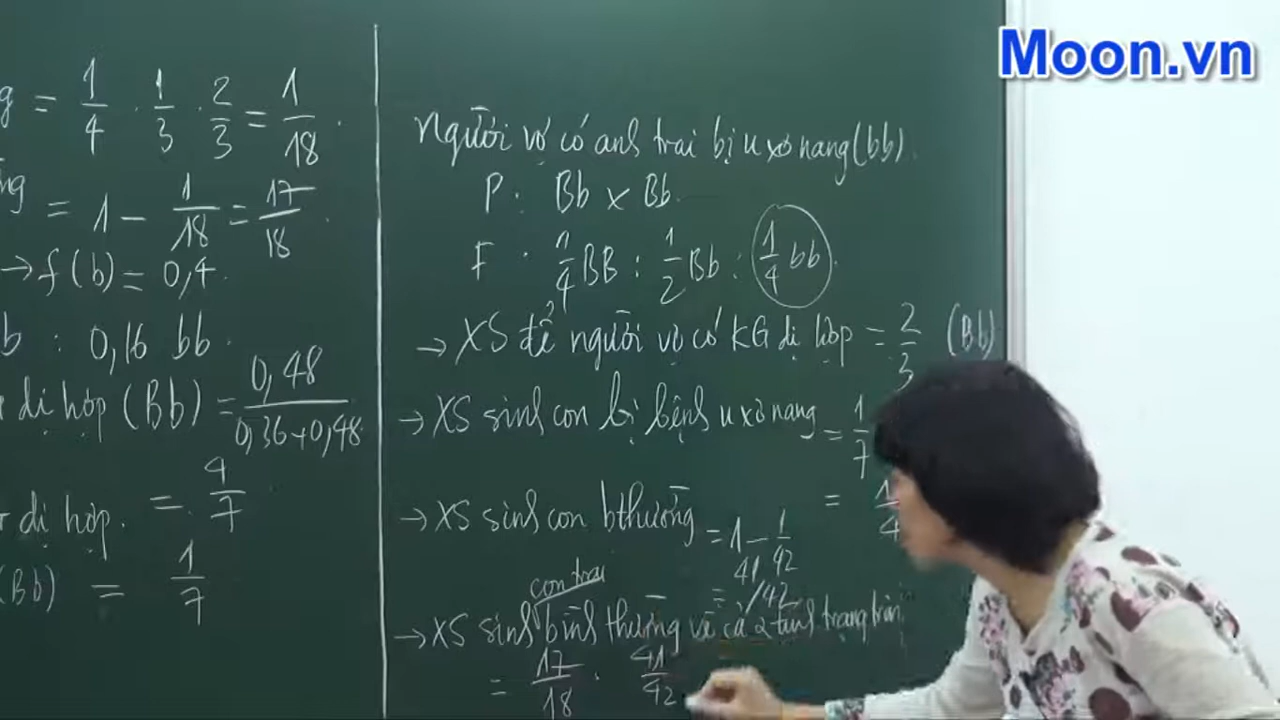 Moon.vn
g = 1/4 . 1/3 . 2/3 = 1/18 .
= 1 - 1/18 = 17/18 .
→ f(b) = 0,4 .
b : 0,16 bb .
dị hợp (Bb) = 0,48 / 0,36 + 0,48
= 4/7
dị hợp .
(Bb) = 1/7
Người vợ có anh trai bị u xơ nang (bb) .
P : Bb x Bb .
F : 1/4 BB : 1/2 Bb : 1/4 bb .
→ XS để người vợ có KG dị hợp = 2/3 (Bb)
→ XS sinh con bị bệnh u xơ nang = 1/7
=
→ XS sinh con bthường = 1 - 1/42
= 41/42
con trai
→ XS sinh bình thường về cả 2 tính trạng trên
= 17/18 . 41/42